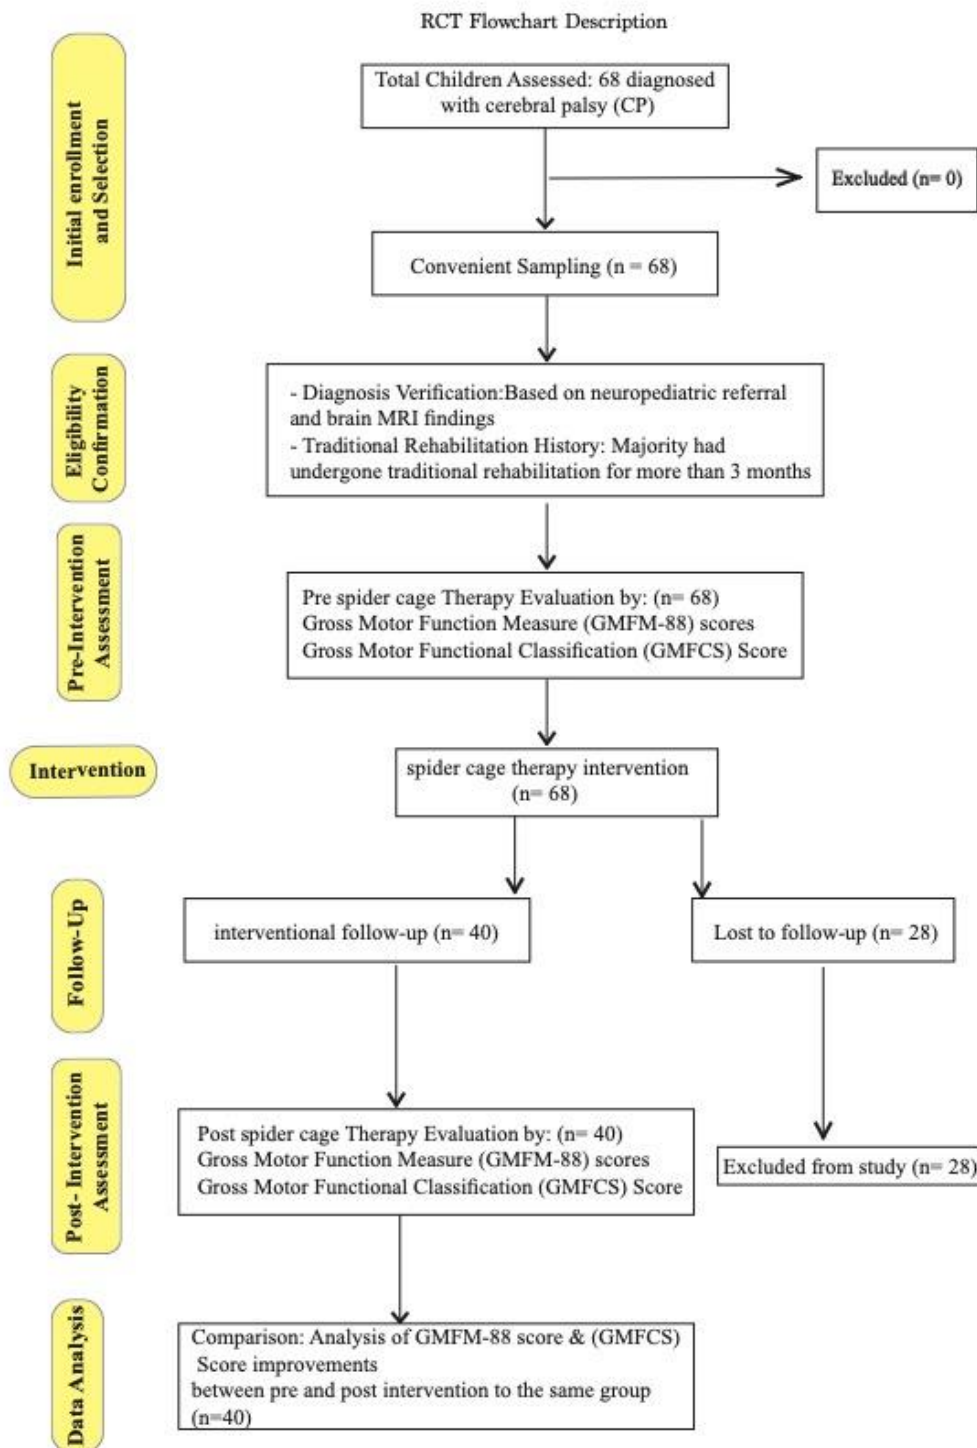 RCT Flowchart Description
Initial enrollment
and Selection
Total Children Assessed: 68 diagnosed
with cerebral palsy (CP)
Excluded (n= 0)
Convenient Sampling (n = 68)
Eligibility
Confirmation
- Diagnosis Verification:Based on neuropediatric referral
and brain MRI findings
- Traditional Rehabilitation History: Majority had
undergone traditional rehabilitation for more than 3 months
Pre-Intervention
Assessment
Pre spider cage Therapy Evaluation by: (n= 68)
Gross Motor Function Measure (GMFM-88) scores
Gross Motor Functional Classification (GMFCS) Score
Intervention
spider cage therapy intervention
(n= 68)
Follow-Up
interventional follow-up (n= 40)
Lost to follow-up (n= 28)
Post- Intervention
Assessment
Post spider cage Therapy Evaluation by: (n= 40)
Gross Motor Function Measure (GMFM-88) scores
Gross Motor Functional Classification (GMFCS) Score
Excluded from study (n= 28)
Data Analysis
Comparison: Analysis of GMFM-88 score & (GMFCS)
Score improvements
between pre and post intervention to the same group
(n=40)